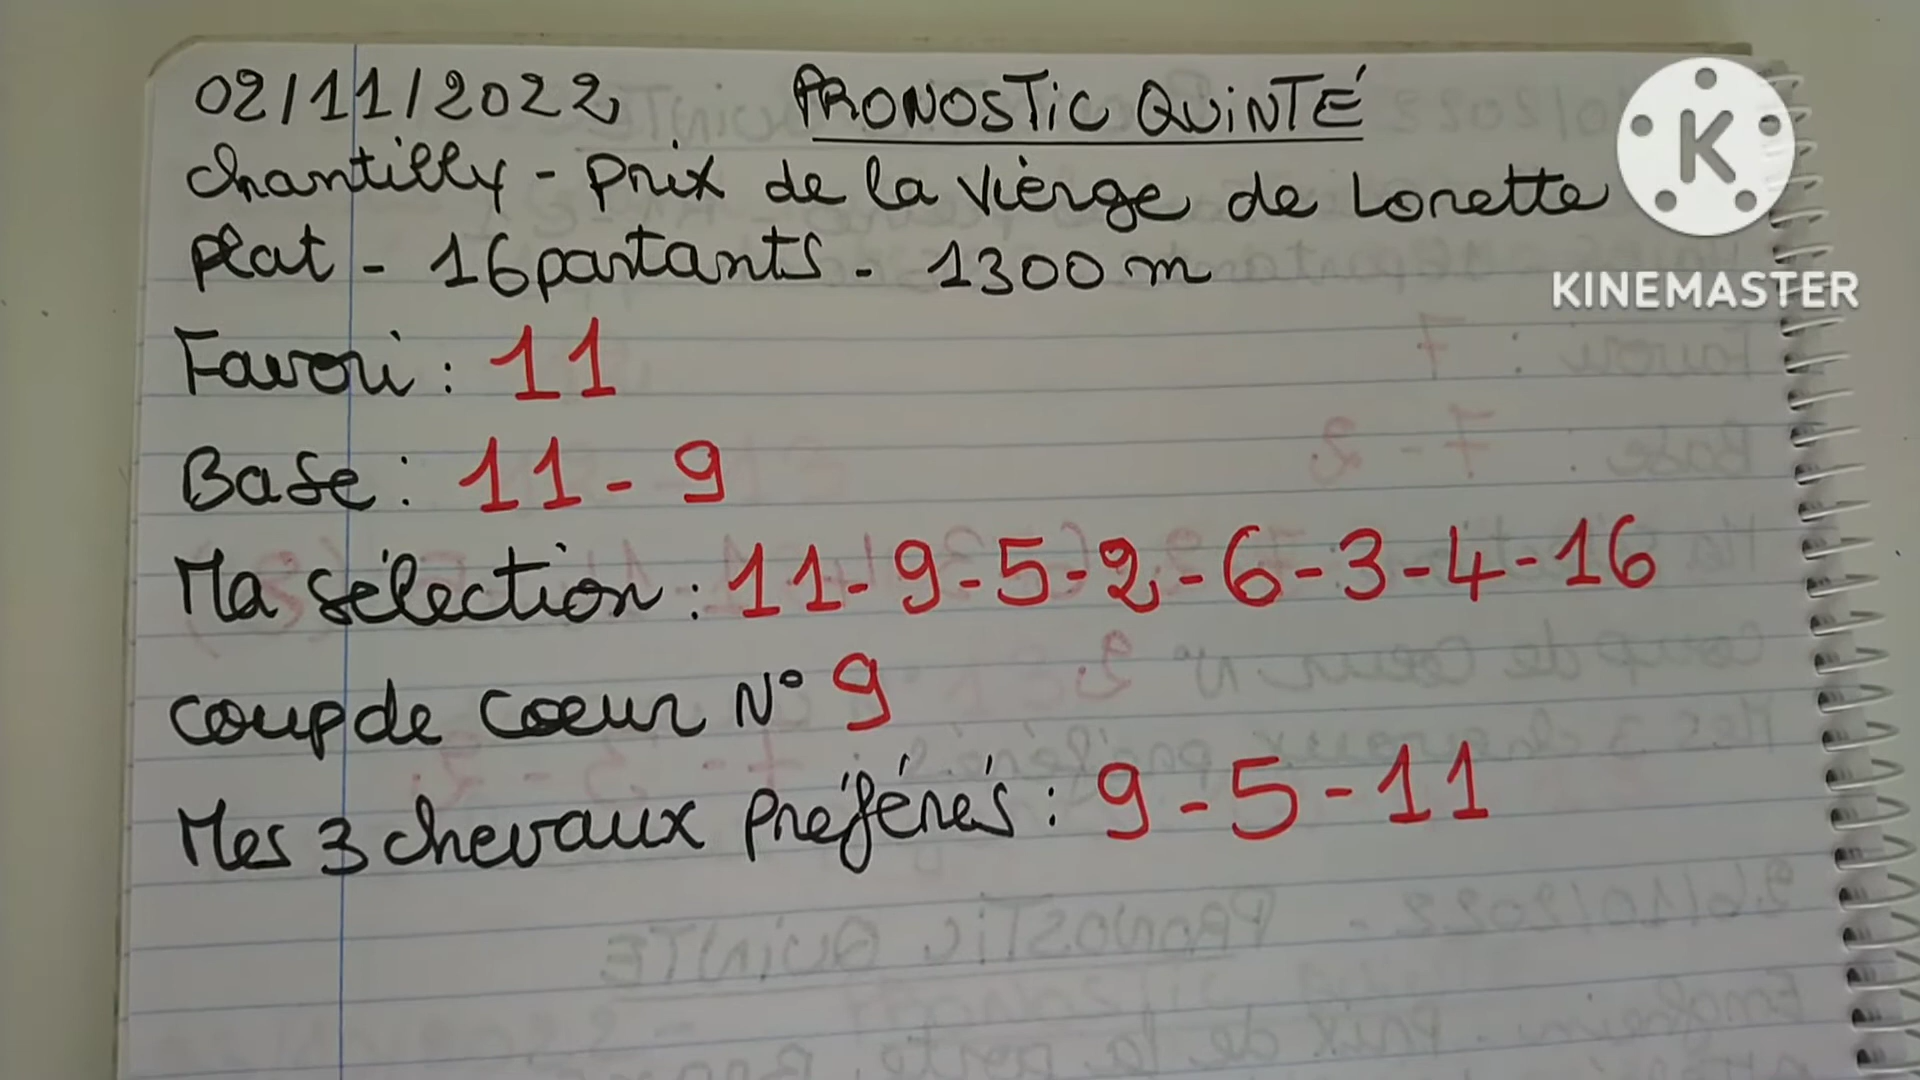 02/11/2022 PRONOSTIC QUINTÉ
Chantilly - Prix de la Vierge de Lorette
Plat - 16 partants - 1300 m
Favori : 11
Base : 11 - 9
Ma sélection : 11 - 9 - 5 - 2 - 6 - 3 - 4 - 16
coup de coeur N° 9
Mes 3 chevaux préférés : 9 - 5 - 11
K
KINEMASTER